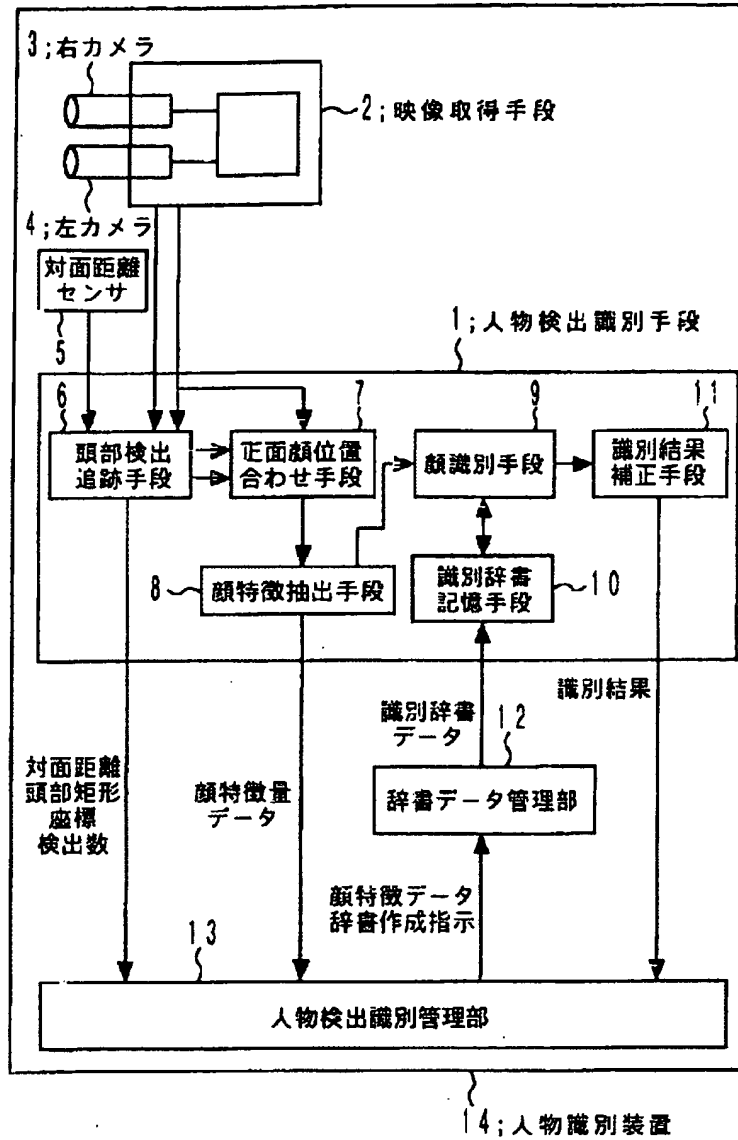 3;右カメラ
2;映像取得手段
4;左カメラ
対面距離
センサ
5
1;人物検出識別手段
6
7
9
11
頭部検出
追跡手段
正面顔位置
合わせ手段
顔識別手段
識別結果
補正手段
8
顔特徴抽出手段
識別辞書
記憶手段
10
識別結果
識別辞書
データ
12
対面距離
頭部矩形
座標
検出数
顔特徴量
データ
辞書データ管理部
顔特徴データ
辞書作成指示
13
人物検出識別管理部
14;人物識別装置